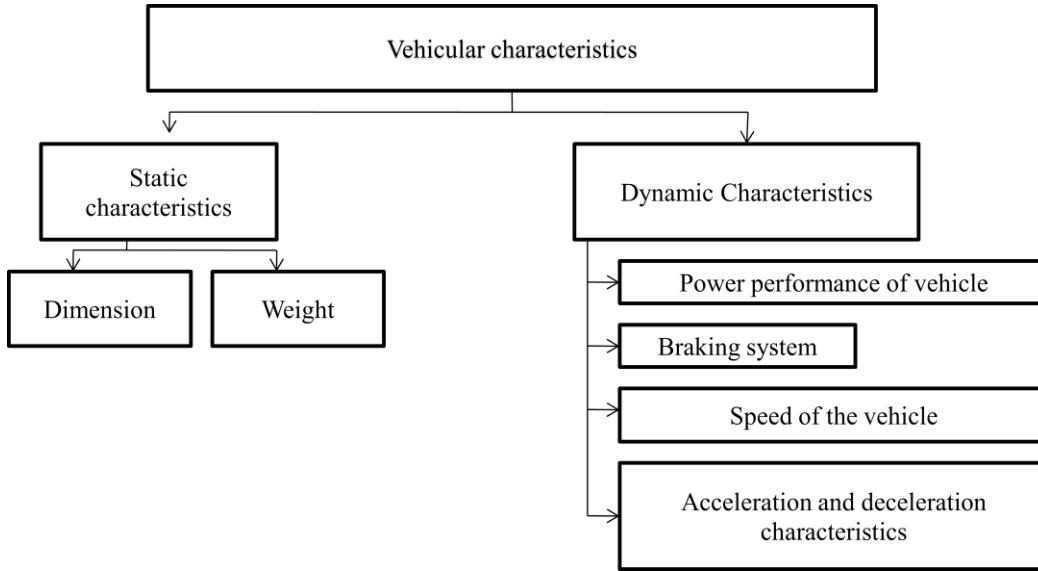 Vehicular characteristics
Static
characteristics
Dynamic Characteristics
Dimension
Weight
Power performance of vehicle
Braking system
Speed of the vehicle
Acceleration and deceleration
characteristics